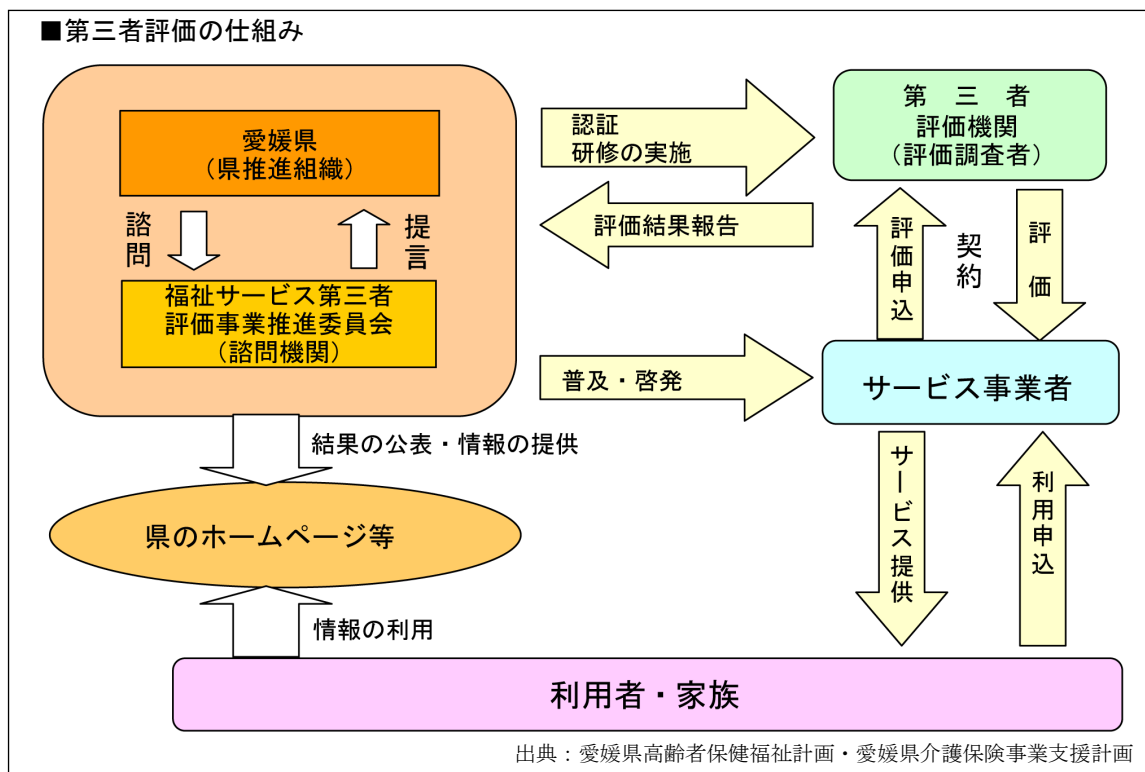 ■第三者評価の仕組み
愛媛県
（県推進組織）
諮問
提言
福祉サービス第三者
評価事業推進委員会
（諮問機関）
認証
研修の実施
評価結果報告
普及・啓発
第三者
評価機関
（評価調査者）
評価申込
契約
評価
サービス事業者
サービス提供
利用申込
結果の公表・情報の提供
県のホームページ等
情報の利用
利用者・家族
出典：愛媛県高齢者保健福祉計画・愛媛県介護保険事業支援計画